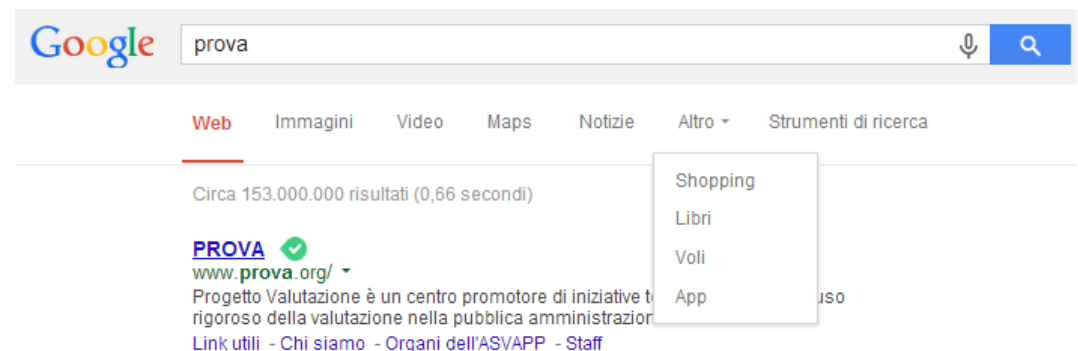 Google prova
Web Immagini Video Maps Notizie Altro Strumenti di ricerca
Shopping
Libri
Voli
App
Circa 153.000.000 risultati (0,66 secondi)
PROVA
www.prova.org/
Progetto Valutazione è un centro promotore di iniziative uso
rigoroso della valutazione nella pubblica
Link utili - Chi siamo - Organi dell'ASVAPP - Staff